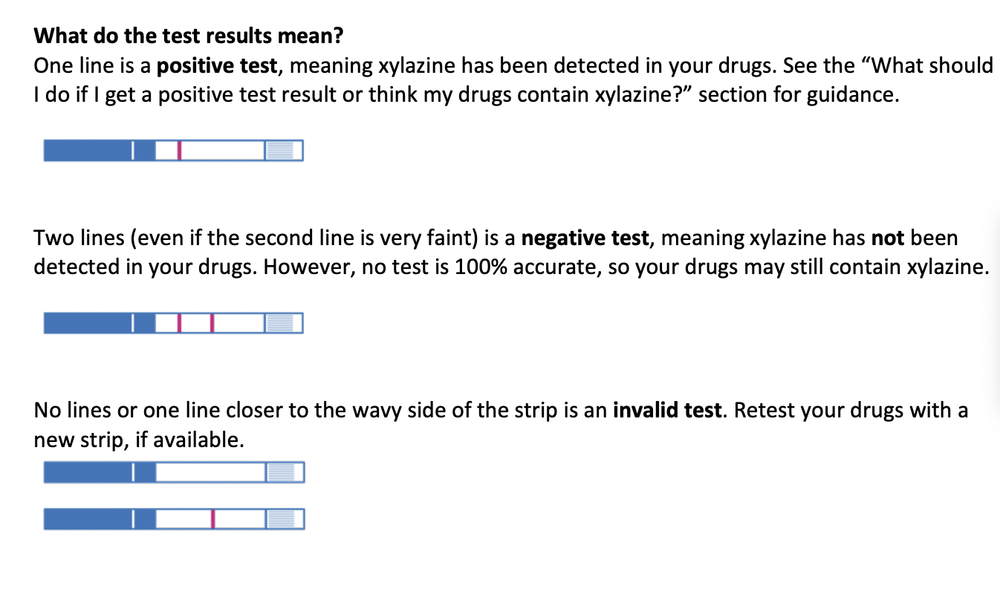 What do the test results mean?
One line is a positive test, meaning xylazine has been detected in your drugs. See the “What should
I do if I get a positive test result or think my drugs contain xylazine?” section for guidance.
Two lines (even if the second line is very faint) is a negative test, meaning xylazine has not been
detected in your drugs. However, no test is 100% accurate, so your drugs may still contain xylazine.
No lines or one line closer to the wavy side of the strip is an invalid test. Retest your drugs with a
new strip, if available.